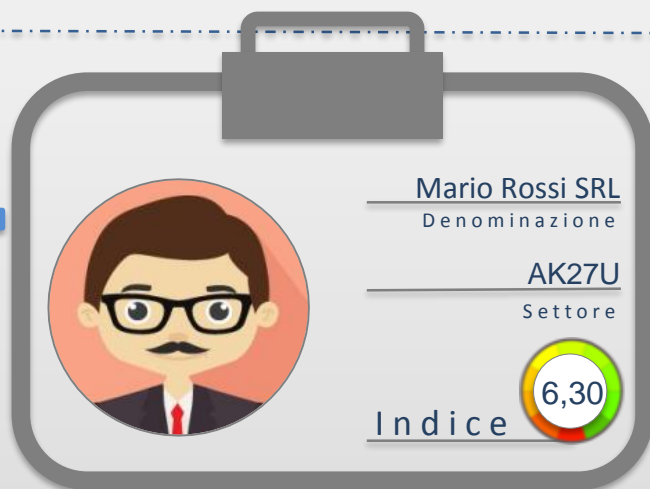 Mario Rossi SRL
Denominazione
AK27U
Settore
6,30
Indice